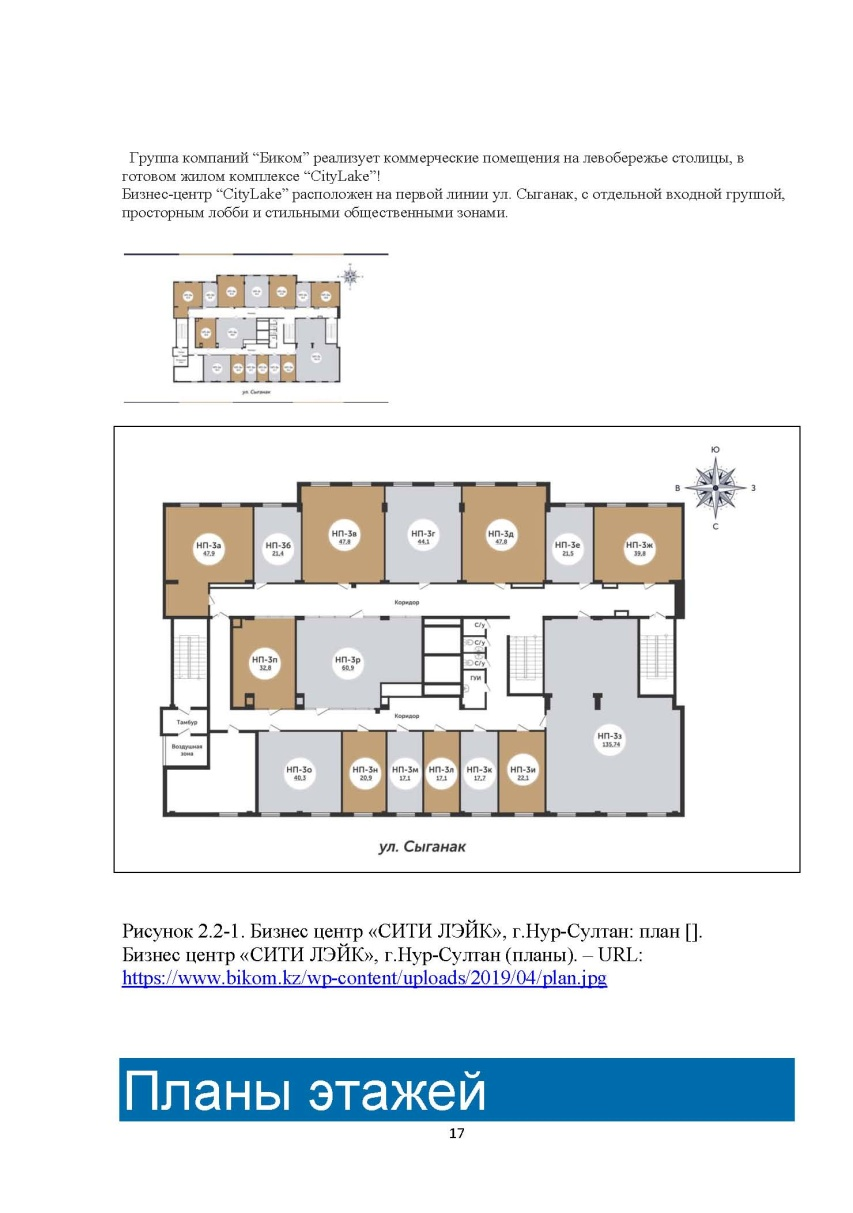 Группа компаний “Биком” реализует коммерческие помещения на левобережье столицы, в
готовом жилом комплексе “CityLake”!
Бизнес-центр “CityLake” расположен на первой линии ул. Сыганак, с отдельной входной группой,
просторным лобби и стильными общественными зонами.
ул. Сыганак
Ю
В
З
С
НП-3а
47,9
НП-3б
21,4
НП-3в
47,8
НП-3г
44,1
НП-3д
47,8
НП-3е
21,5
НП-3ж
39,8
Коридор
С/у
С/у
С/у
ГУИ
НП-3п
32,8
НП-3р
60,9
Тамбур
Воздушная
зона
Коридор
НП-3з
135,74
НП-3о
40,3
НП-3н
20,9
НП-3м
17,1
НП-3л
17,1
НП-3к
17,7
НП-3и
22,1
ул. Сыганак
Рисунок 2.2-1. Бизнес центр «СИТИ ЛЭЙК», г.Нур-Султан: план [].
Бизнес центр «СИТИ ЛЭЙК», г.Нур-Султан (планы). – URL:
https://www.bikom.kz/wp-content/uploads/2019/04/plan.jpg
Планы этажей
17